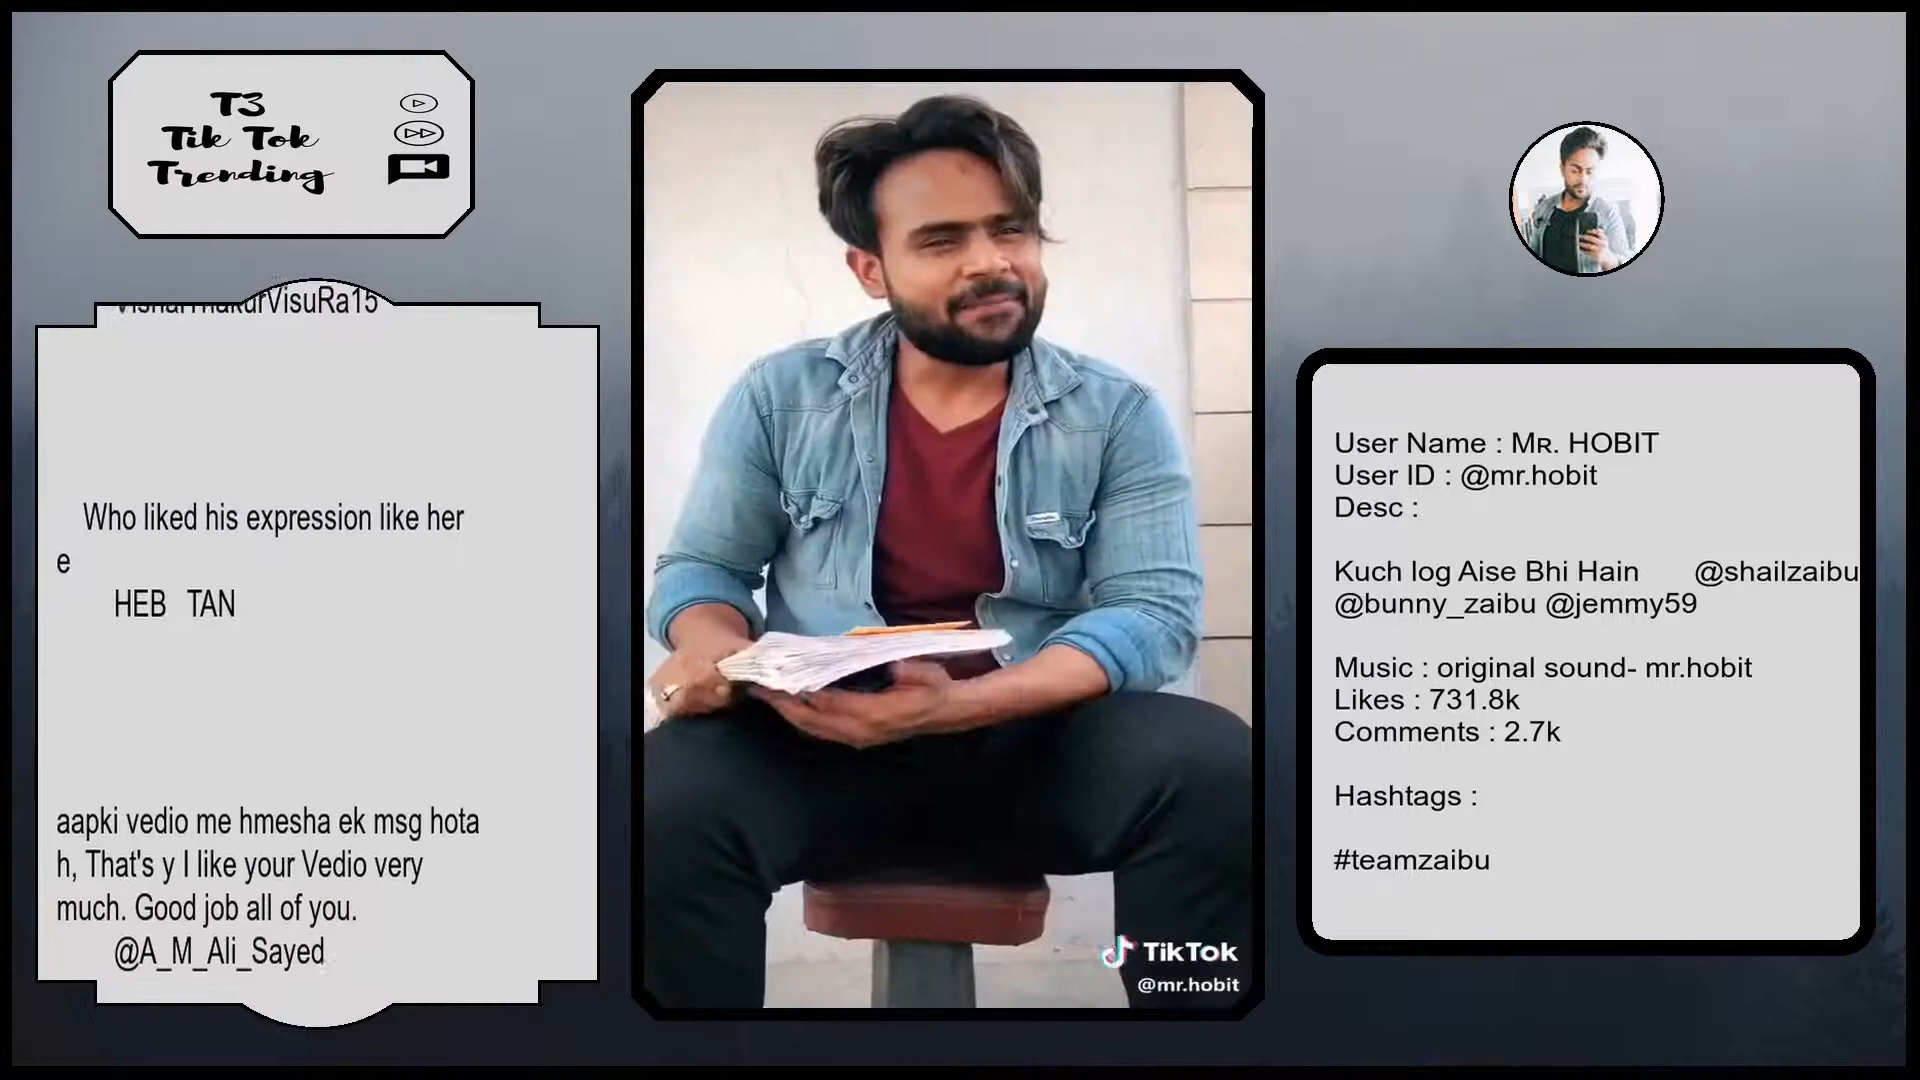 T3
Tik Tok
Trending
Who liked his expression like her
e
HEB TAN
aapki vedio me hmesha ek msg hota
h, That's y I like your Vedio very
much. Good job all of you.
@A_M_Ali_Sayed
TikTok
@mr.hobit
User Name : Mʀ. HOBIT
User ID : @mr.hobit
Desc :
Kuch log Aise Bhi Hain @shailzaibu
@bunny_zaibu @jemmy59
Music : original sound- mr.hobit
Likes : 731.8k
Comments : 2.7k
Hashtags :
#teamzaibu